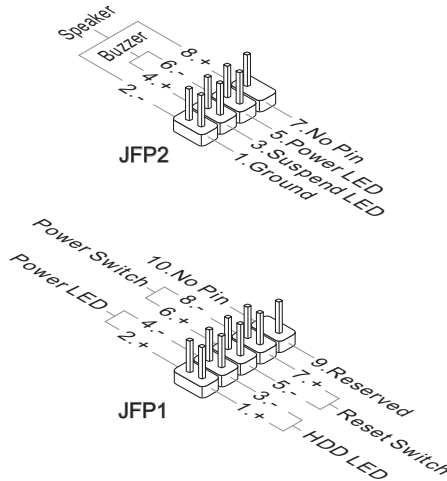 Speaker
Buzzer
8.+
6.-
4.+
2.-
7.No Pin
5.Power LED
3.Suspend LED
1.Ground
JFP2
10.No Pin
Power Switch
8.-
6.+
Power LED
4.-
2.+
9.Reserved
7.+
5.-
Reset Switch
3.-
1.+
HDD LED
JFP1